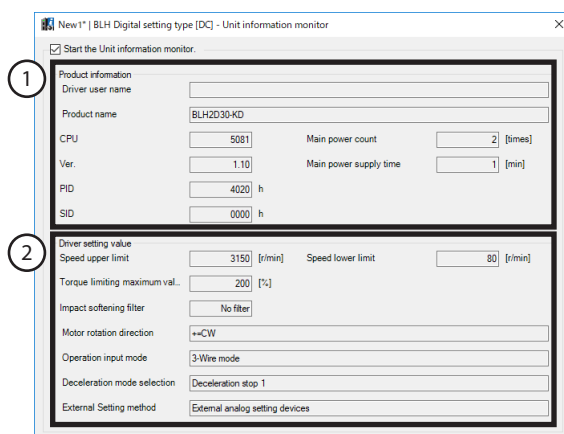 New1* | BLH Digital setting type [DC] - Unit information monitor
Start the Unit information monitor.
1
Product information
Driver user name
Product name BLH2D30-KD
CPU 5081 Main power count 2 [times]
Ver. 1.10 Main power supply time 1 [min]
PID 4020 h
SID 0000 h
2
Driver setting value
Speed upper limit 3150 [r/min] Speed lower limit 80 [r/min]
Torque limiting maximum val... 200 [%]
Impact softening filter No filter
Motor rotation direction +=CW
Operation input mode 3-Wire mode
Deceleration mode selection Deceleration stop 1
External Setting method External analog setting devices